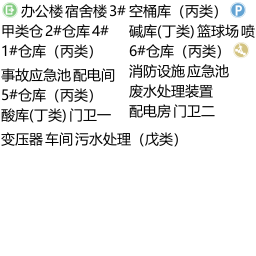 办公楼 宿舍楼 3# 空桶库（丙类） P
甲类仓 2#仓库 4# 碱库(丁类) 篮球场 喷
1#仓库（丙类） 6#仓库（丙类）
事故应急池 配电间 消防设施 应急池
5#仓库（丙类） 废水处理装置
酸库(丁类) 门卫一 配电房 门卫二
变压器 车间 污水处理（戊类）